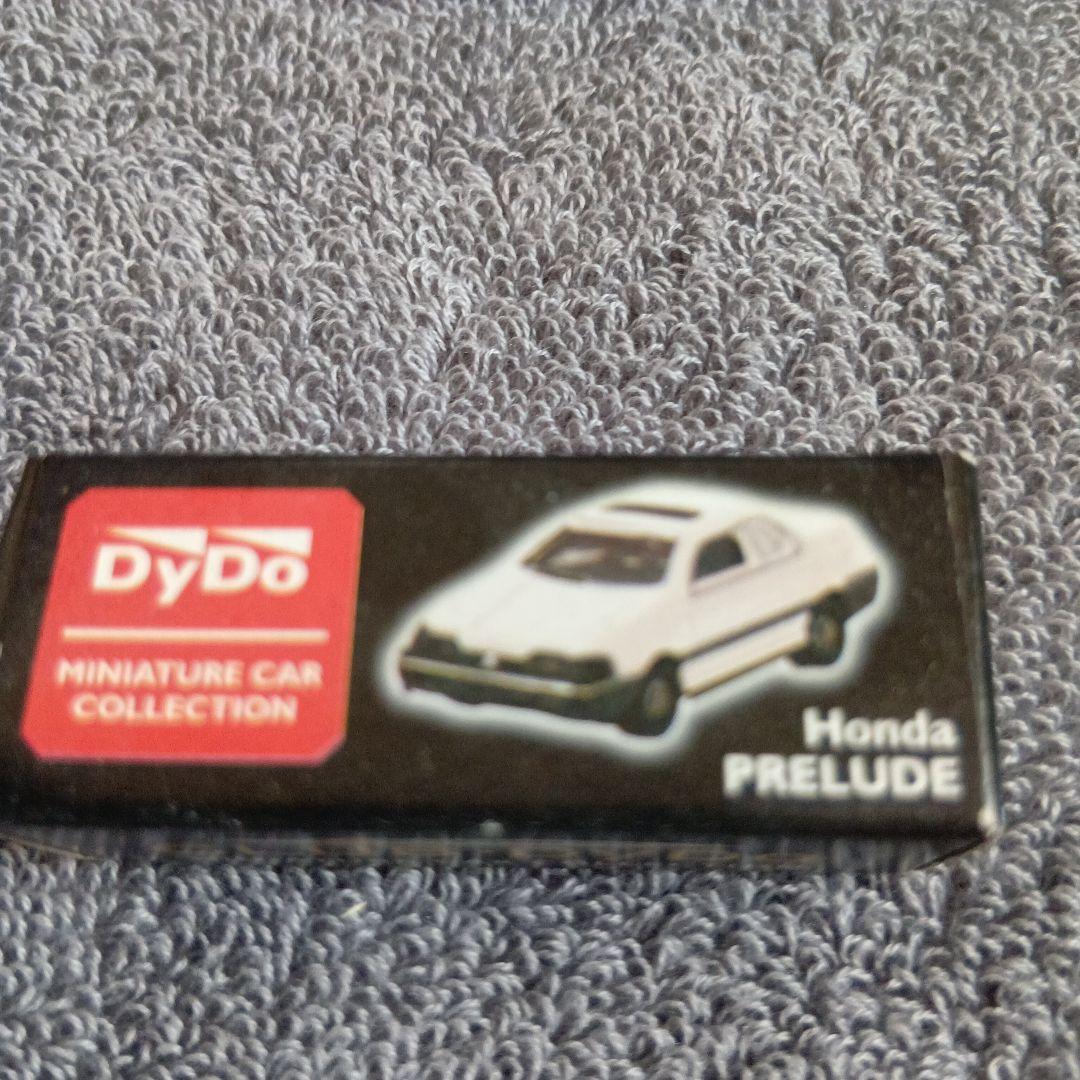 DyDo
MINIATURE CAR
COLLECTION
Honda
PRELUDE